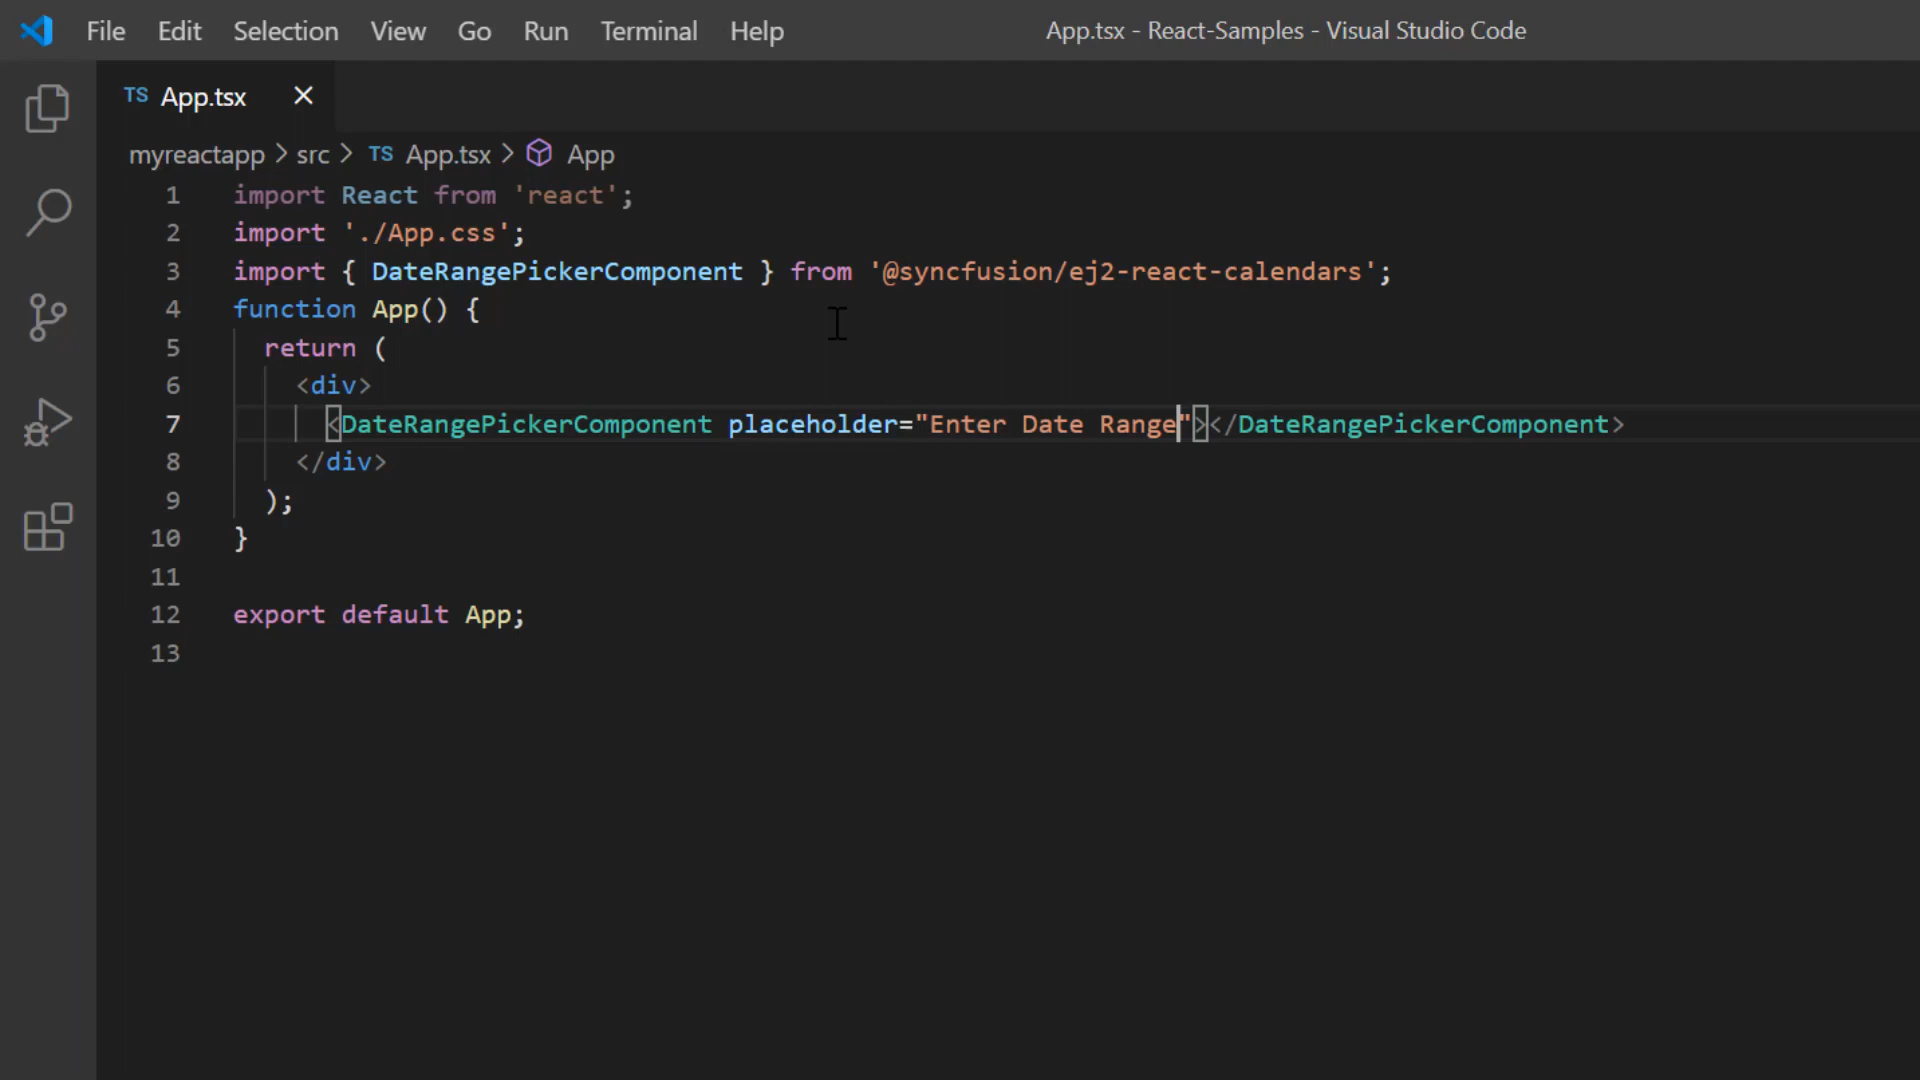 File Edit Selection View Go Run Terminal Help App.tsx - React-Samples - Visual Studio Code
TS App.tsx
myreactapp > src > TS App.tsx > App
1 import React from 'react';
2 import './App.css';
3 import { DateRangePickerComponent } from '@syncfusion/ej2-react-calendars';
4 function App() {
5 return (
6 <div>
7 <DateRangePickerComponent placeholder="Enter Date Range"></DateRangePickerComponent>
8 </div>
9 );
10 }
11
12 export default App;
13